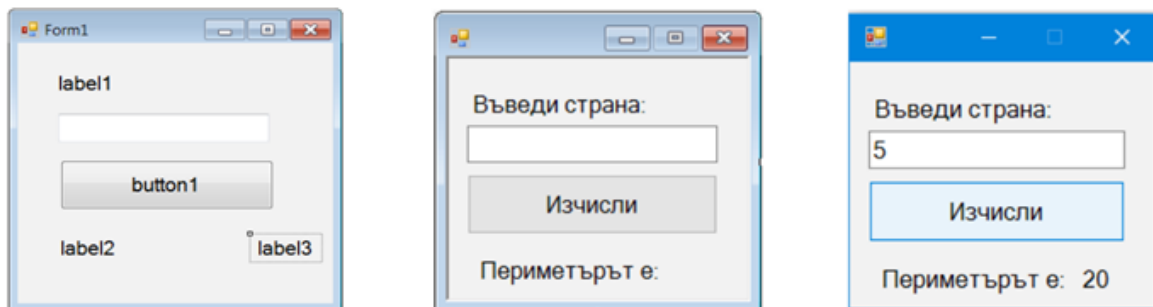 Form1
label1
button1
label2
label3
Въведи страна:
Изчисли
Периметърът е:
Въведи страна:
5
Изчисли
Периметърът е: 20